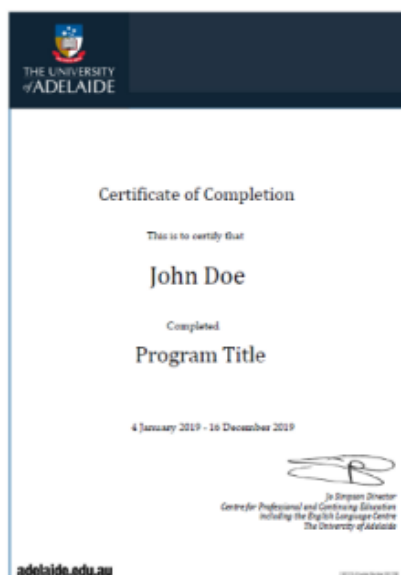 THE UNIVERSITY
of ADELAIDE
Certificate of Completion
This is to certify that
John Doe
Completed
Program Title
4 January 2019 - 16 December 2019
Jo Simpson Director
Centre for Professional and Continuing Education
including the English Language Centre
The University of Adelaide
adelaide.edu.au